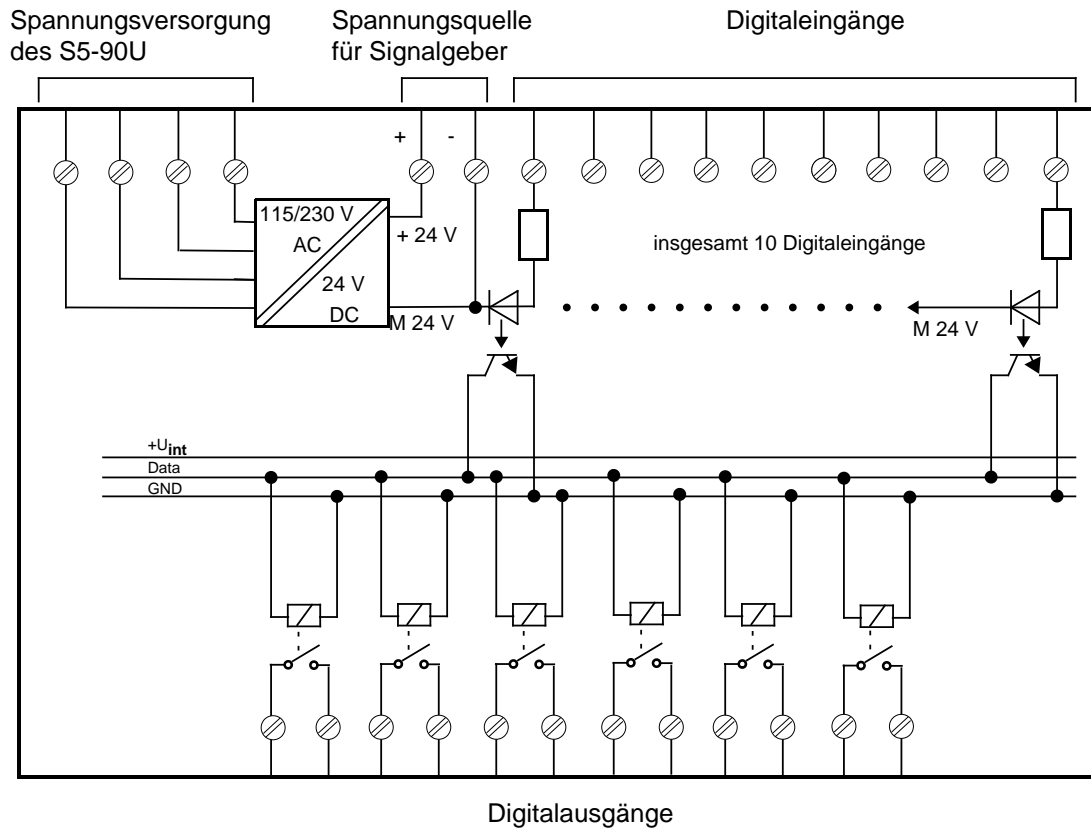 Spannungsversorgung
des S5-90U
Spannungsquelle
für Signalgeber
Digitaleingänge
+ -
115/230 V
AC
24 V
DC
+ 24 V
M 24 V
insgesamt 10 Digitaleingänge
M 24 V
+Uint
Data
GND
Digitalausgänge